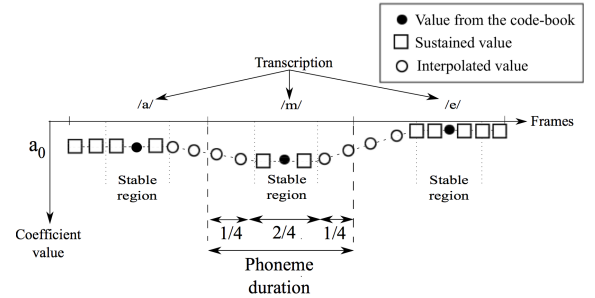 Value from the code-book
Sustained value
Interpolated value
Transcription
/a/
/m/
/e/
Frames
a0
Stable
region
Stable
region
Stable
region
Coefficient
value
1/4
2/4
1/4
Phoneme
duration